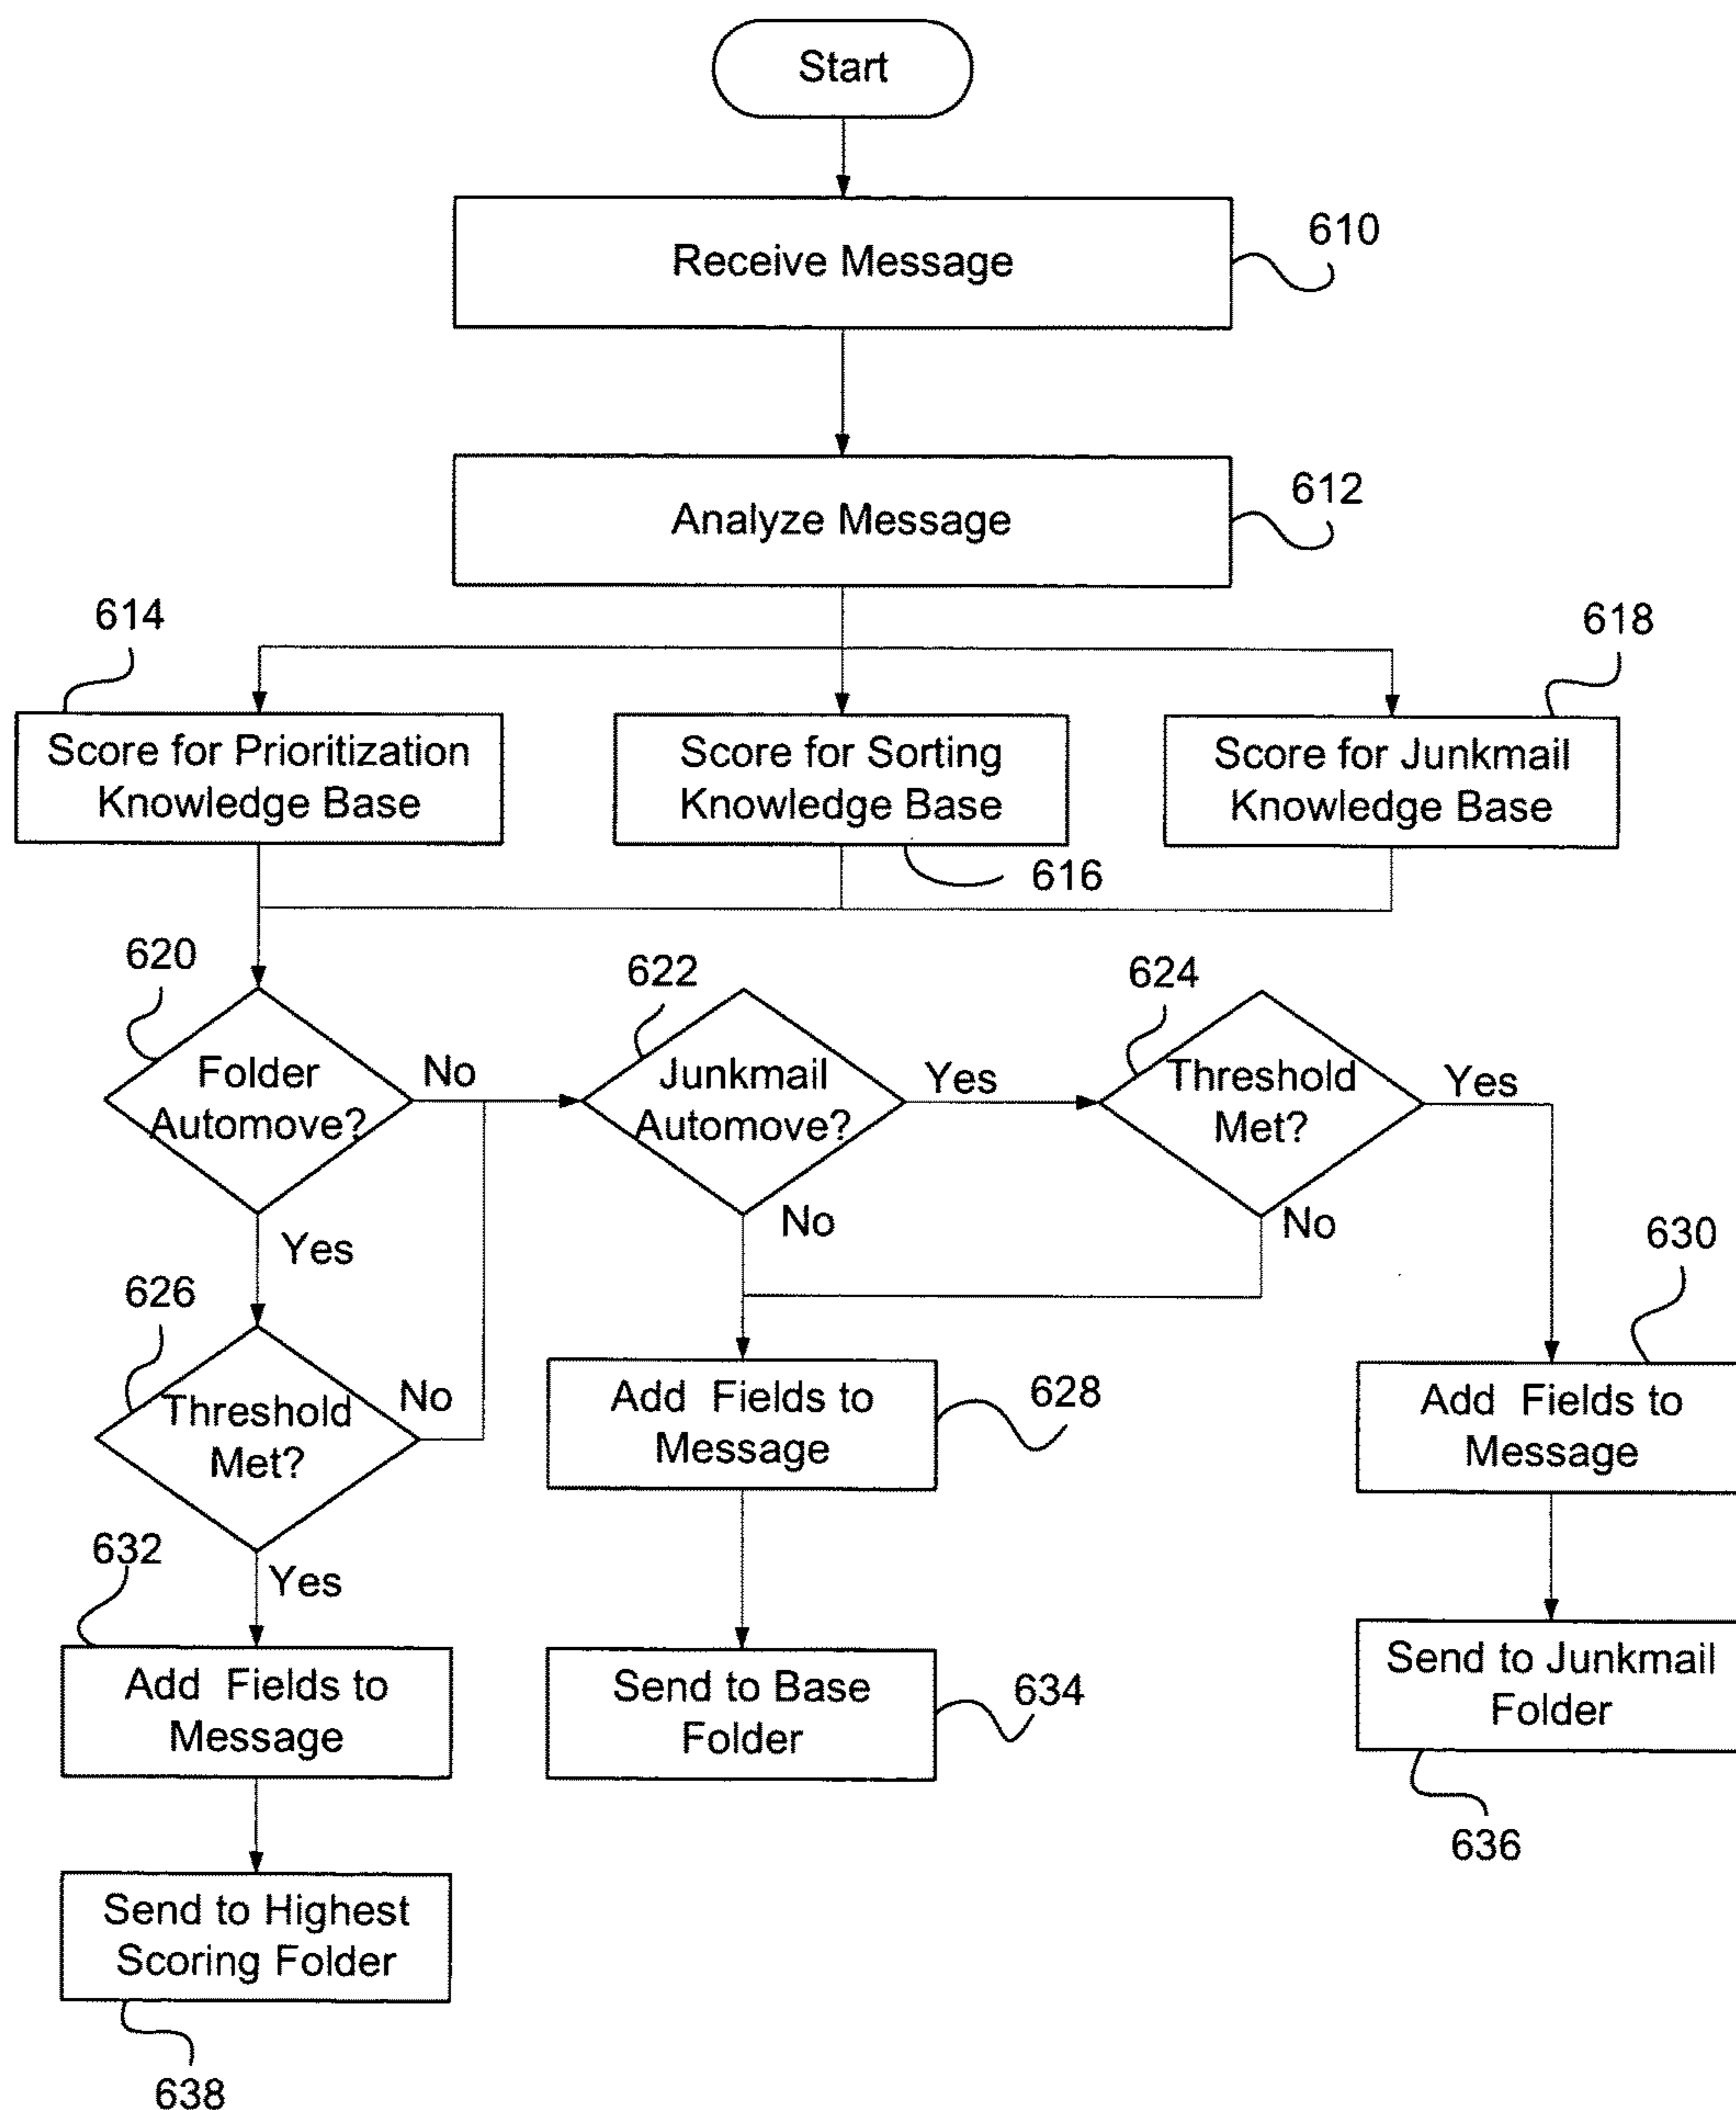 Start
610
Receive Message
612
Analyze Message
614
618
Score for Prioritization
Knowledge Base
Score for Sorting
Knowledge Base
Score for Junkmail
Knowledge Base
616
620
622
624
Folder
Automove?
No
Junkmail
Automove?
Yes
Threshold
Met?
Yes
Yes
No
No
630
626
Threshold
Met?
No
Add Fields to
Message
628
Add Fields to
Message
632
Yes
Add Fields to
Message
Send to Base
Folder
634
Send to Junkmail
Folder
636
Send to Highest
Scoring Folder
638